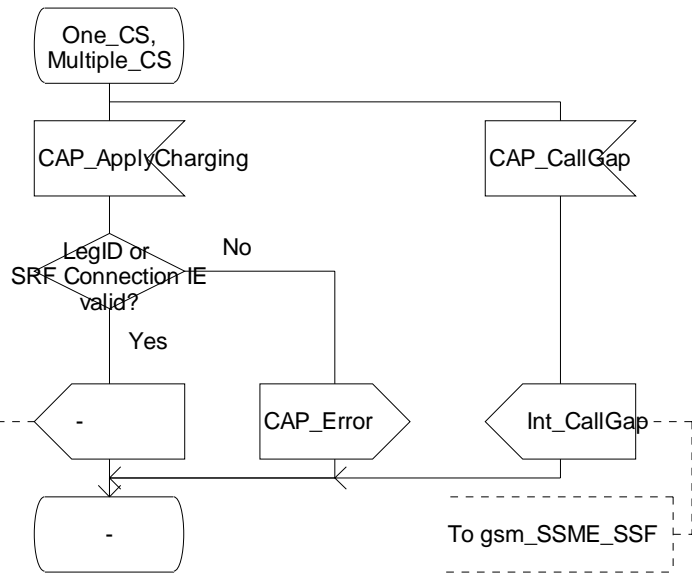 One_CS,
Multiple_CS
CAP_ApplyCharging
CAP_CallGap
LegID or
SRF Connection IE
valid?
No
Yes
-
CAP_Error
Int_CallGap
-
To gsm_SSME_SSF